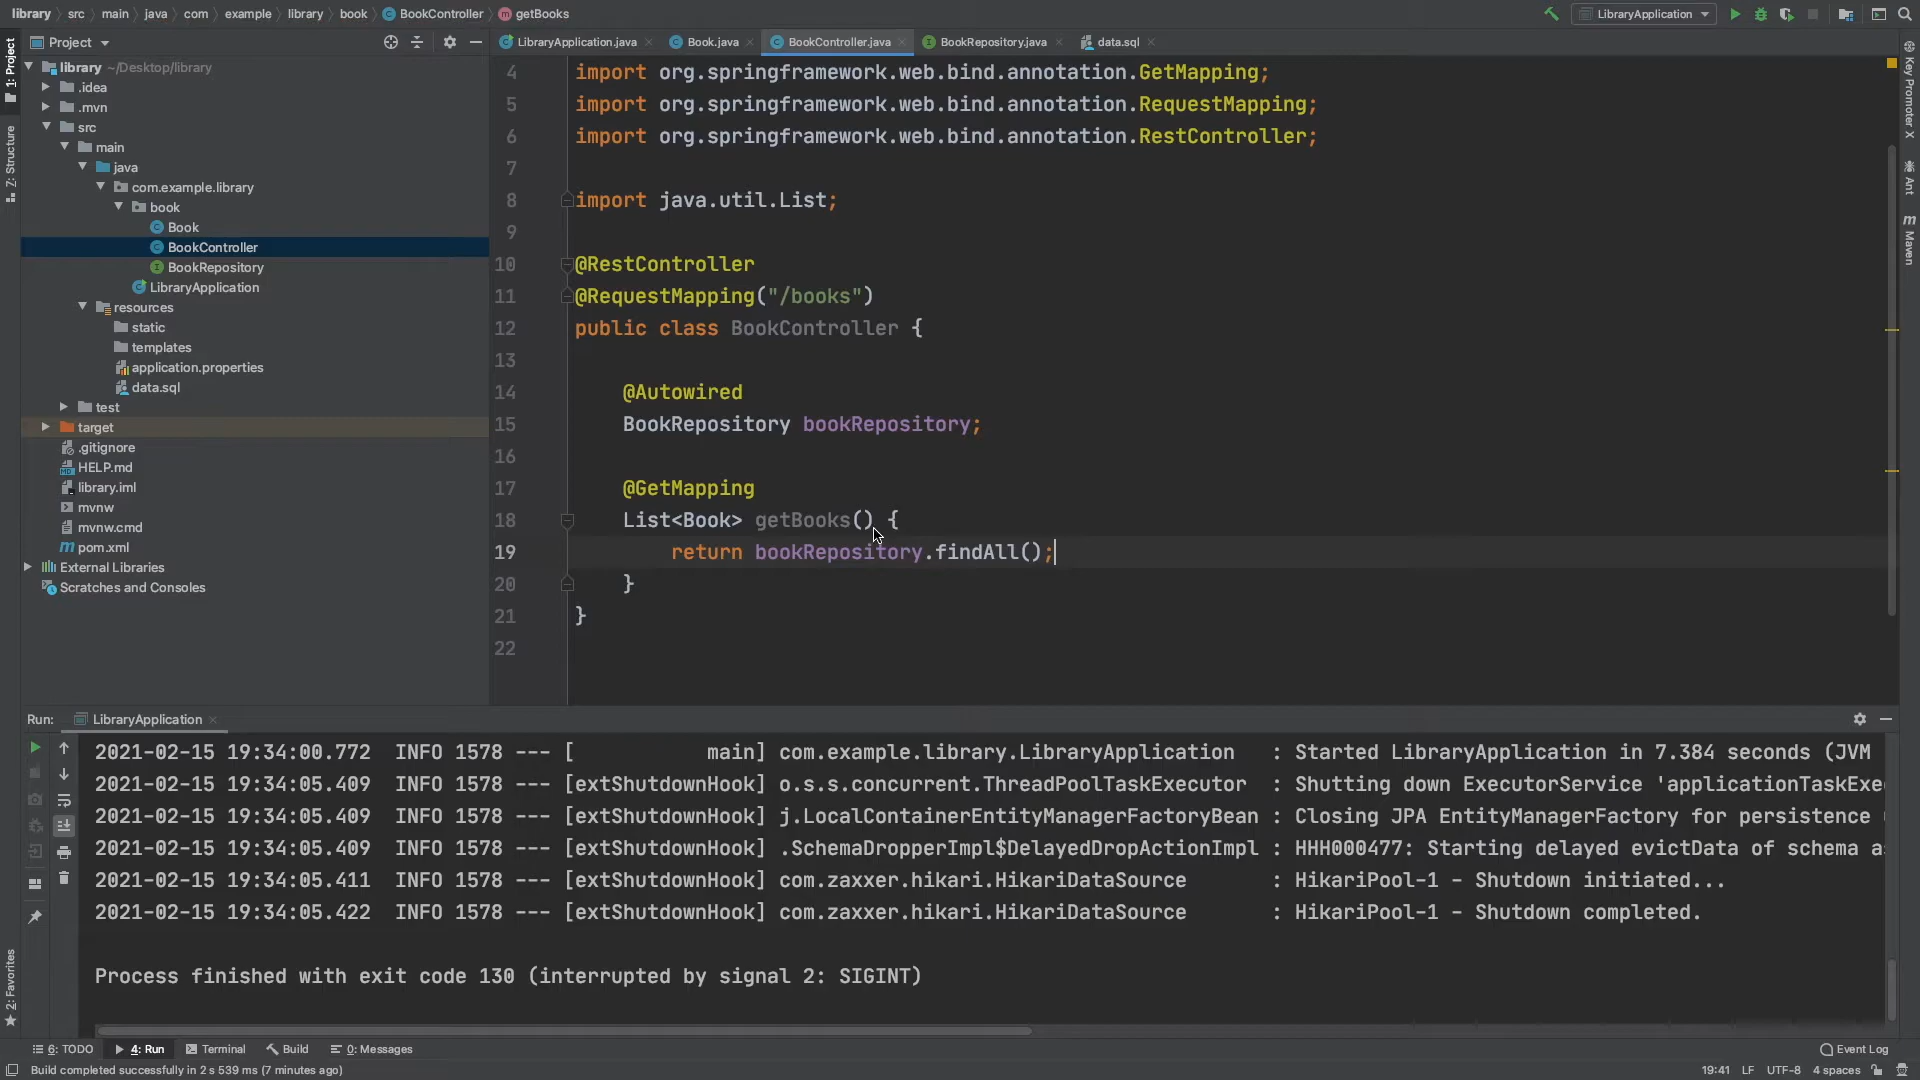 library src main java com example library book BookController getBooks
LibraryApplication
Project
LibraryApplication.java
Book.java
BookController.java
BookRepository.java
data.sql
1: Project
Z: Structure
2: Favorites
library ~/Desktop/library
.idea
.mvn
src
main
java
com.example.library
book
Book
BookController
BookRepository
LibraryApplication
resources
static
templates
application.properties
data.sql
test
target
.gitignore
HELP.md
library.iml
mvnw
mvnw.cmd
pom.xml
External Libraries
Scratches and Consoles
4 import org.springframework.web.bind.annotation.GetMapping;
5 import org.springframework.web.bind.annotation.RequestMapping;
6 import org.springframework.web.bind.annotation.RestController;
7
8 import java.util.List;
9
10 @RestController
11 @RequestMapping("/books")
12 public class BookController {
13
14 @Autowired
15 BookRepository bookRepository;
16
17 @GetMapping
18 List<Book> getBooks() {
19 return bookRepository.findAll();
20 }
21 }
22
Key Promoter X
Ant
Maven
Run: LibraryApplication
2021-02-15 19:34:00.772 INFO 1578 --- [ main] com.example.library.LibraryApplication : Started LibraryApplication in 7.384 seconds (JVM
2021-02-15 19:34:05.409 INFO 1578 --- [extShutdownHook] o.s.s.concurrent.ThreadPoolTaskExecutor : Shutting down ExecutorService 'applicationTaskExe
2021-02-15 19:34:05.409 INFO 1578 --- [extShutdownHook] j.LocalContainerEntityManagerFactoryBean : Closing JPA EntityManagerFactory for persistence
2021-02-15 19:34:05.409 INFO 1578 --- [extShutdownHook] .SchemaDropperImpl$DelayedDropActionImpl : HHH000477: Starting delayed evictData of schema a
2021-02-15 19:34:05.411 INFO 1578 --- [extShutdownHook] com.zaxxer.hikari.HikariDataSource : HikariPool-1 - Shutdown initiated...
2021-02-15 19:34:05.422 INFO 1578 --- [extShutdownHook] com.zaxxer.hikari.HikariDataSource : HikariPool-1 - Shutdown completed.
Process finished with exit code 130 (interrupted by signal 2: SIGINT)
6: TODO 4: Run Terminal Build 0: Messages Event Log
Build completed successfully in 2 s 539 ms (7 minutes ago) 19:41 LF UTF-8 4 spaces